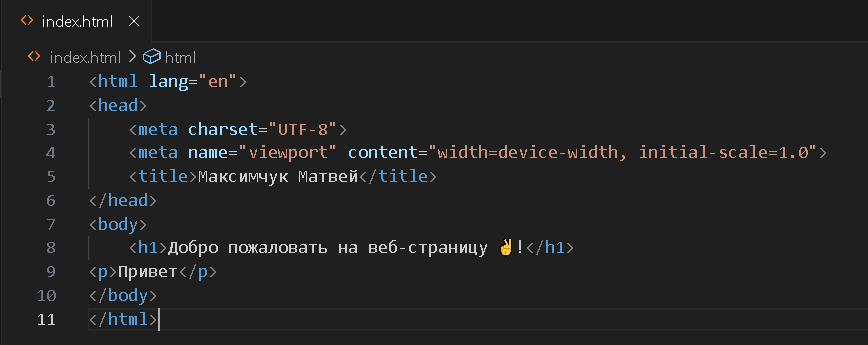 index.html
index.html > html
1 <html lang="en">
2 <head>
3     <meta charset="UTF-8">
4     <meta name="viewport" content="width=device-width, initial-scale=1.0">
5     <title>Максимчук Матвей</title>
6 </head>
7 <body>
8     <h1>Добро пожаловать на веб-страницу ✌!</h1>
9 <p>Привет</p>
10 </body>
11 </html>